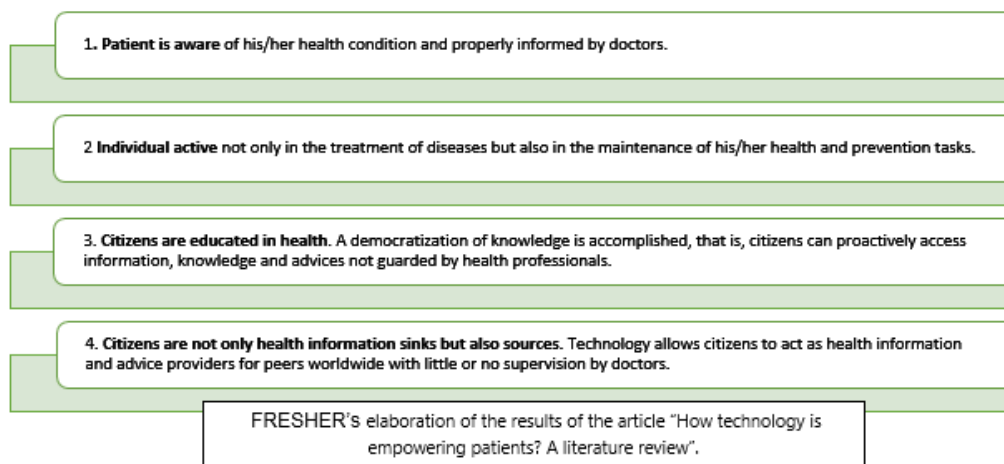 1. Patient is aware of his/her health condition and properly informed by doctors.
2 Individual active not only in the treatment of diseases but also in the maintenance of his/her health and prevention tasks.
3. Citizens are educated in health. A democratization of knowledge is accomplished, that is, citizens can proactively access
information, knowledge and advices not guarded by health professionals.
4. Citizens are not only health information sinks but also sources. Technology allows citizens to act as health information
and advice providers for peers worldwide with little or no supervision by doctors.
FRESHER's elaboration of the results of the article “How technology is
empowering patients? A literature review”.